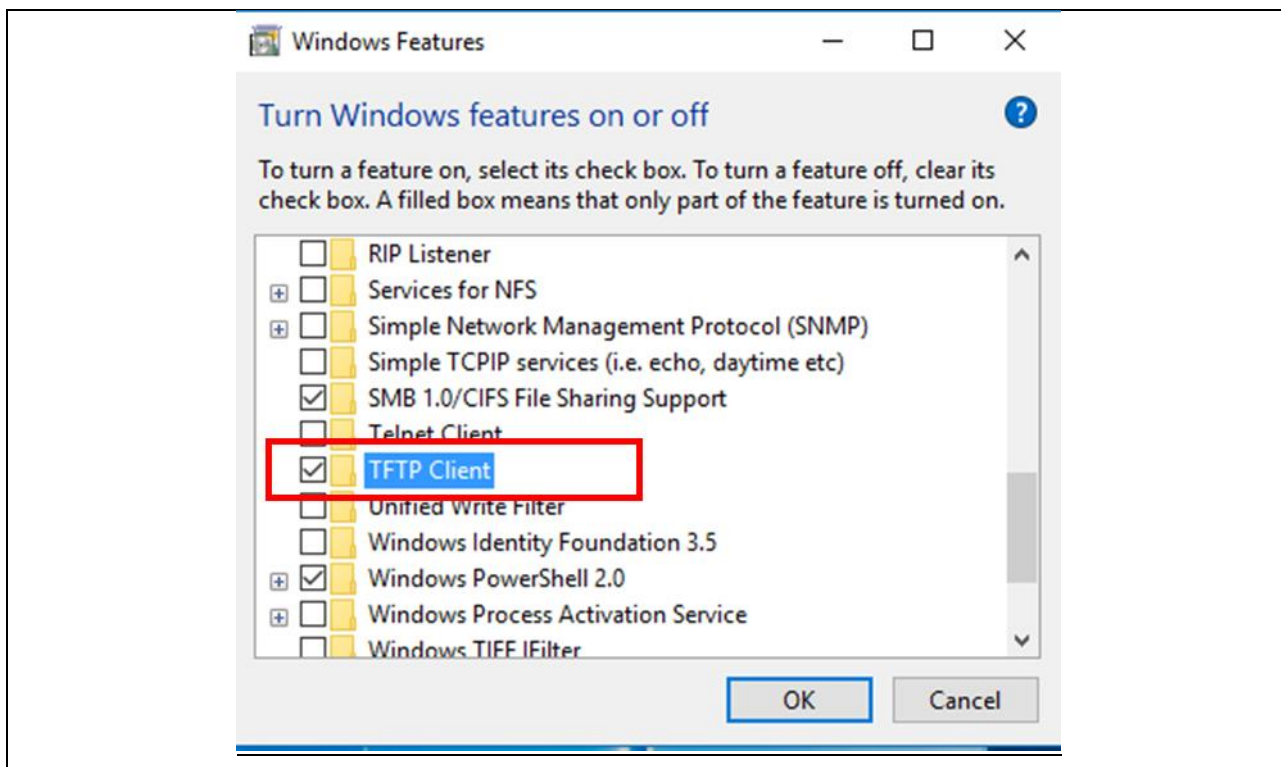 Windows Features
Turn Windows features on or off
To turn a feature on, select its check box. To turn a feature off, clear its
check box. A filled box means that only part of the feature is turned on.
RIP Listener
Services for NFS
Simple Network Management Protocol (SNMP)
Simple TCPIP services (i.e. echo, daytime etc)
SMB 1.0/CIFS File Sharing Support
Telnet Client
TFTP Client
Unified Write Filter
Windows Identity Foundation 3.5
Windows PowerShell 2.0
Windows Process Activation Service
Windows TIFF IFilter
OK Cancel